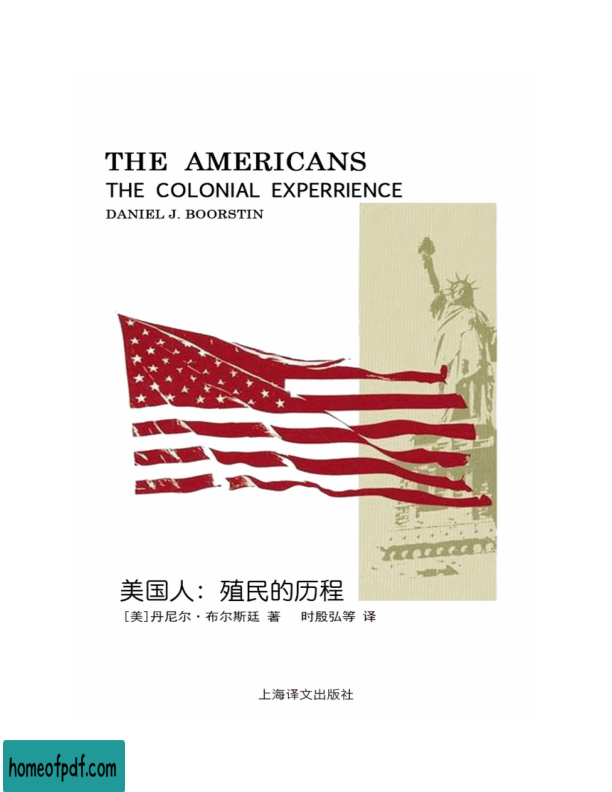 THE AMERICANS
THE COLONIAL EXPERRIENCE
DANIEL J. BOORSTIN
美国人：殖民的历程
[美]丹尼尔·布尔斯廷 著 时殷弘等 译
上海译文出版社
homeofpdf.com